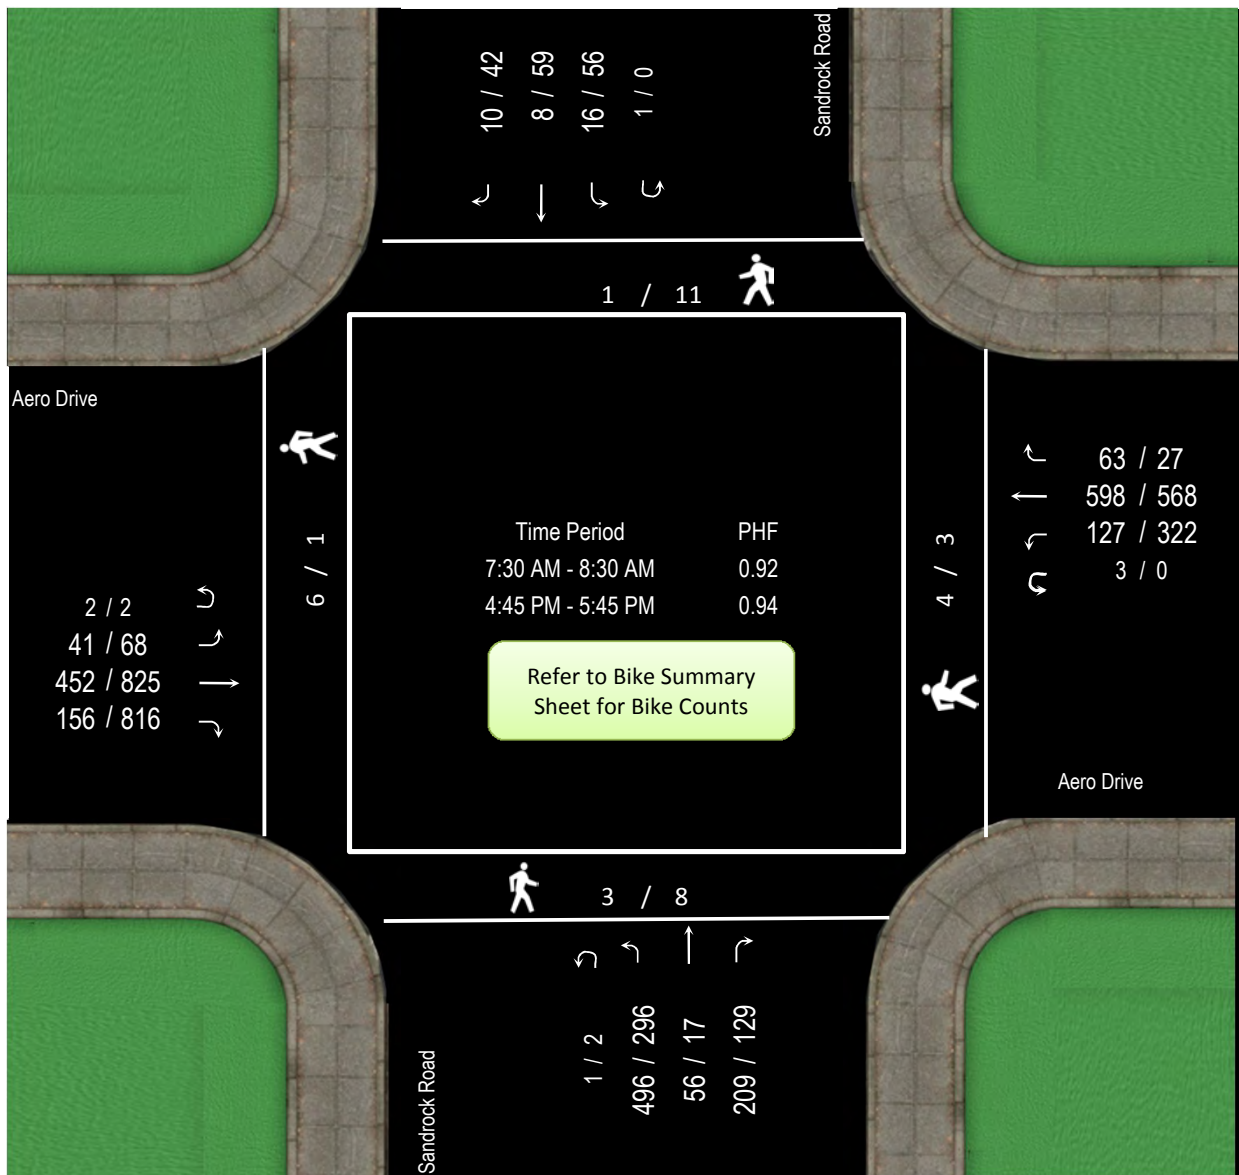 Sandrock Road
10 / 42
8 / 59
16 / 56
1 / 0
1 / 11
Aero Drive
63 / 27
598 / 568
127 / 322
3 / 0
6 / 1
4 / 3
Time Period PHF
7:30 AM - 8:30 AM 0.92
4:45 PM - 5:45 PM 0.94
2 / 2
41 / 68
452 / 825
156 / 816
Refer to Bike Summary
Sheet for Bike Counts
Aero Drive
3 / 8
1 / 2
496 / 296
56 / 17
209 / 129
Sandrock Road